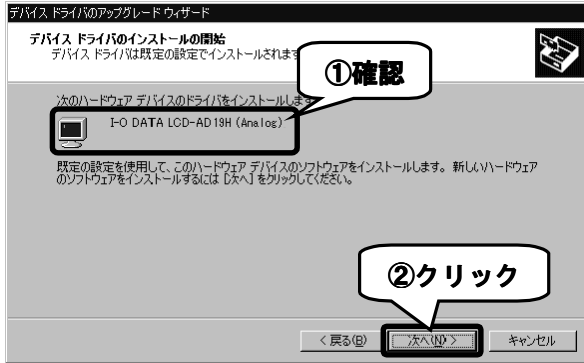 デバイス ドライバのアップグレード ウィザード
デバイス ドライバのインストールの開始
デバイス ドライバは既定の設定でインストールされます
①確認
次のハードウェア デバイスのドライバをインストールします
I-O DATA LCD-AD19H (Analog)
既定の設定を使用して、このハードウェア デバイスのソフトウェアをインストールします。 新しいハードウェア
のソフトウェアをインストールするには [次へ] をクリックしてください。
②クリック
< 戻る(B)
次へ(N) >
キャンセル